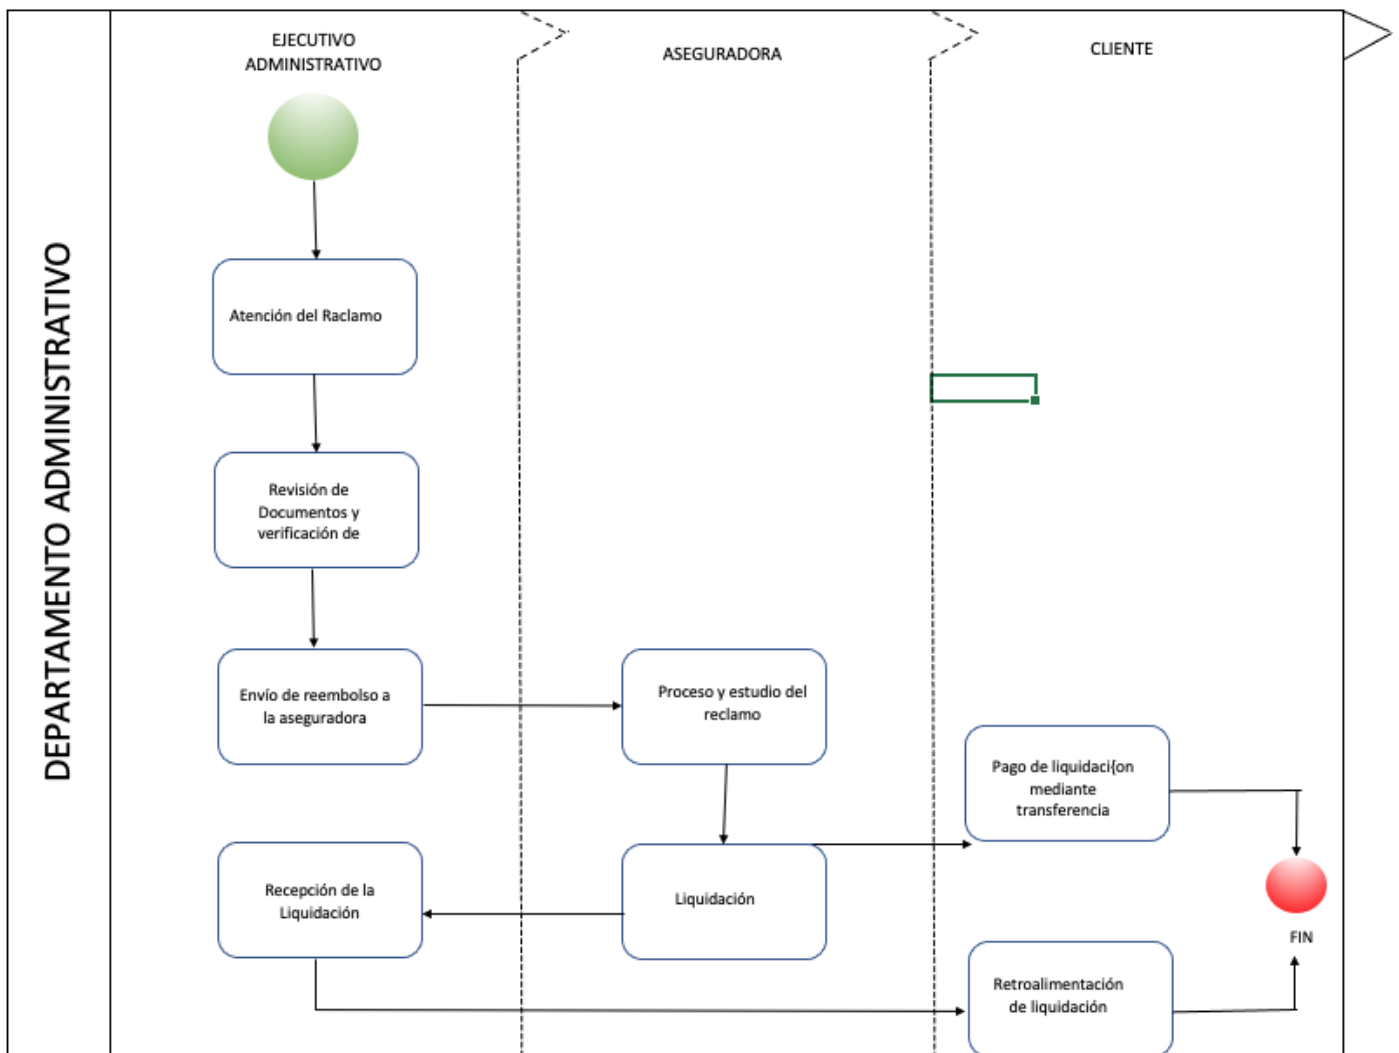 DEPARTAMENTO ADMINISTRATIVO
EJECUTIVO
ADMINISTRATIVO
ASEGURADORA
CLIENTE
Atención del Raclamo
Revisión de
Documentos y
verificación de
Envío de reembolso a
la aseguradora
Proceso y estudio del
reclamo
Pago de liquidaci{on
mediante
transferencia
Recepción de la
Liquidación
Liquidación
FIN
Retroalimentación
de liquidación